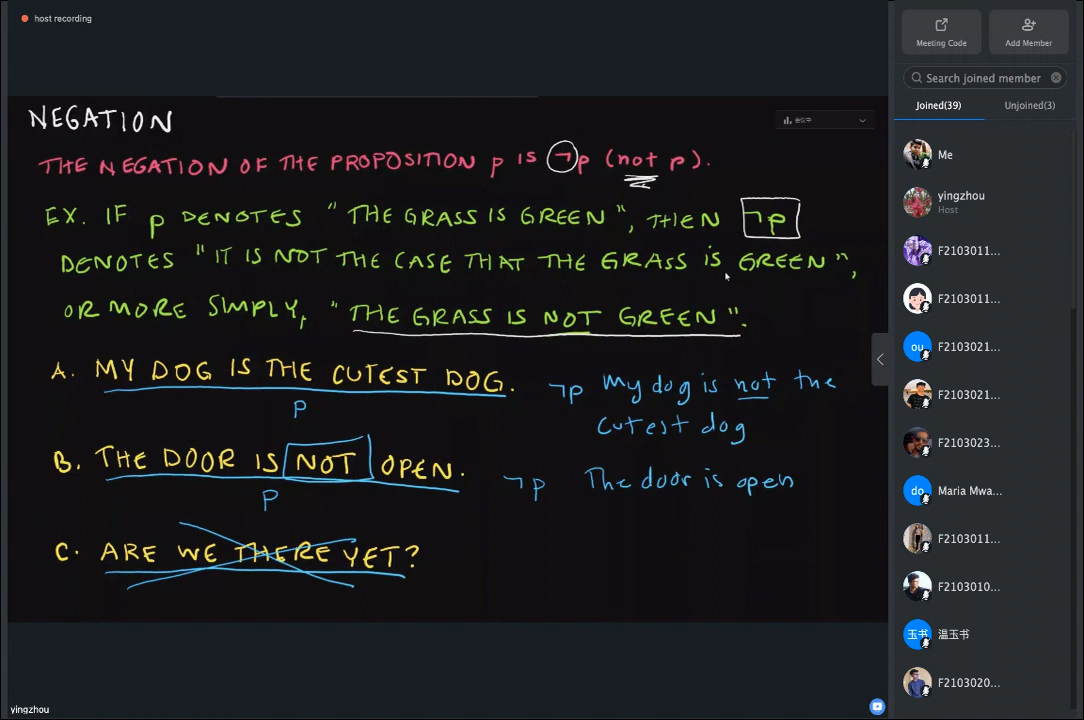 host recording
NEGATION
会议中
THE NEGATION OF THE PROPOSITION p IS ¬p (not p).
EX. IF p DENOTES "THE GRASS IS GREEN", THEN ¬p
DENOTES "IT IS NOT THE CASE THAT THE GRASS IS GREEN",
OR MORE SIMPLY, "THE GRASS IS NOT GREEN".
A. MY DOG IS THE CUTEST DOG.
p
¬p My dog is not the
cutest dog
B. THE DOOR IS NOT OPEN.
p
¬p The door is open
C. ARE WE THERE YET?
yingzhou
Meeting Code
Add Member
Search joined member
Joined(39)
Unjoined(3)
Me
yingzhou
Host
F2103011...
F2103011...
ou
F2103021...
F2103021...
F2103023...
do
Maria Mwa...
F2103011...
F2103010...
玉书
温玉书
F2103020...